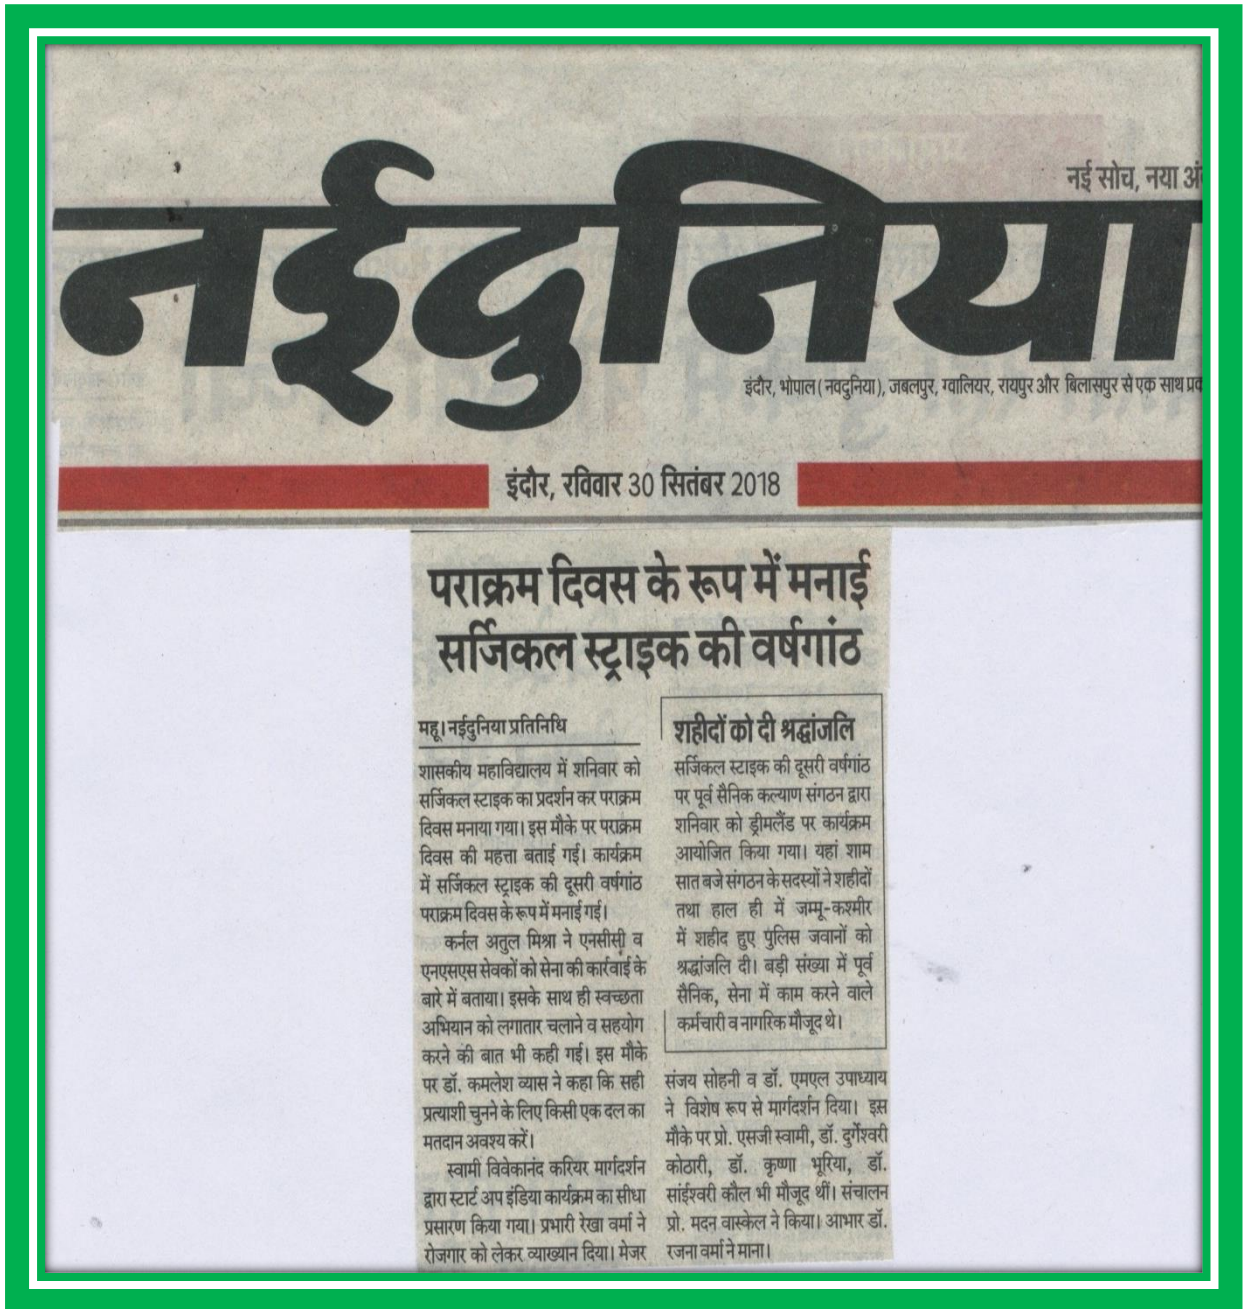 नई सोच, नया अं
नईदुनिया
इंदौर, भोपाल (नवदुनिया), जबलपुर, ग्वालियर, रायपुर और बिलासपुर से एक साथ प्रव
इंदौर, रविवार 30 सितंबर 2018
पराक्रम दिवस के रूप में मनाई
सर्जिकल स्ट्राइक की वर्षगांठ
महू। नईदुनिया प्रतिनिधि
शासकीय महाविद्यालय में शनिवार को
सर्जिकल स्टाइक का प्रदर्शन कर पराक्रम
दिवस मनाया गया। इस मौके पर पराक्रम
दिवस की महत्ता बताई गई। कार्यक्रम
में सर्जिकल स्ट्राइक की दूसरी वर्षगांठ
पराक्रम दिवस के रूप में मनाई गई।
कर्नल अतुल मिश्रा ने एनसीसी व
एनएसएस सेवकों को सेना की कार्रवाई के
बारे में बताया। इसके साथ ही स्वच्छता
अभियान को लगातार चलाने व सहयोग
करने की बात भी कही गई। इस मौके
पर डॉ. कमलेश व्यास ने कहा कि सही
प्रत्याशी चुनने के लिए किसी एक दल का
मतदान अवश्य करें।
स्वामी विवेकानंद करियर मार्गदर्शन
द्वारा स्टार्ट अप इंडिया कार्यक्रम का सीधा
प्रसारण किया गया। प्रभारी रेखा वर्मा ने
रोजगार को लेकर व्याख्यान दिया। मेजर
शहीदों को दी श्रद्धांजलि
सर्जिकल स्टाइक की दूसरी वर्षगांठ
पर पूर्व सैनिक कल्याण संगठन द्वारा
शनिवार को ड्रीमलैंड पर कार्यक्रम
आयोजित किया गया। यहां शाम
सात बजे संगठन के सदस्यों ने शहीदों
तथा हाल ही में जम्मू-कश्मीर
में शहीद हुए पुलिस जवानों को
श्रद्धांजलि दी। बड़ी संख्या में पूर्व
सैनिक, सेना में काम करने वाले
कर्मचारी व नागरिक मौजूद थे।
संजय सोहनी व डॉ. एमएल उपाध्याय
ने विशेष रूप से मार्गदर्शन दिया। इस
मौके पर प्रो. एसजी स्वामी, डॉ. दुर्गेश्वरी
कोठारी, डॉ. कृष्णा भूरिया, डॉ.
सांईश्वरी कौल भी मौजूद थीं। संचालन
प्रो. मदन वास्केल ने किया। आभार डॉ.
रजना वर्मा ने माना।